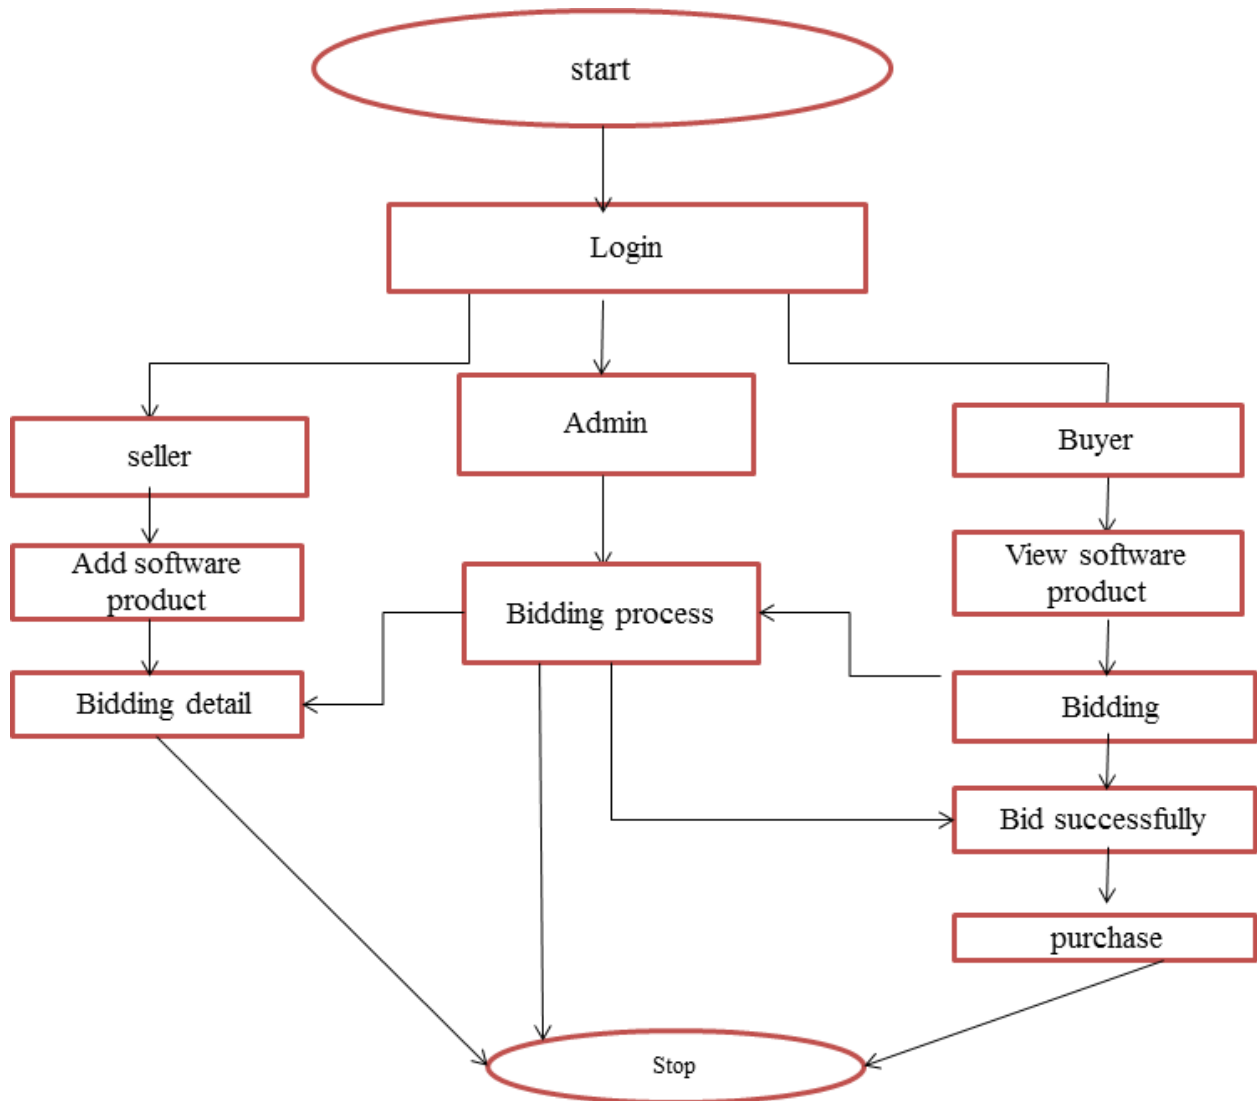 start
Login
Admin
seller
Buyer
Add software
product
View software
product
Bidding process
Bidding detail
Bidding
Bid successfully
purchase
Stop